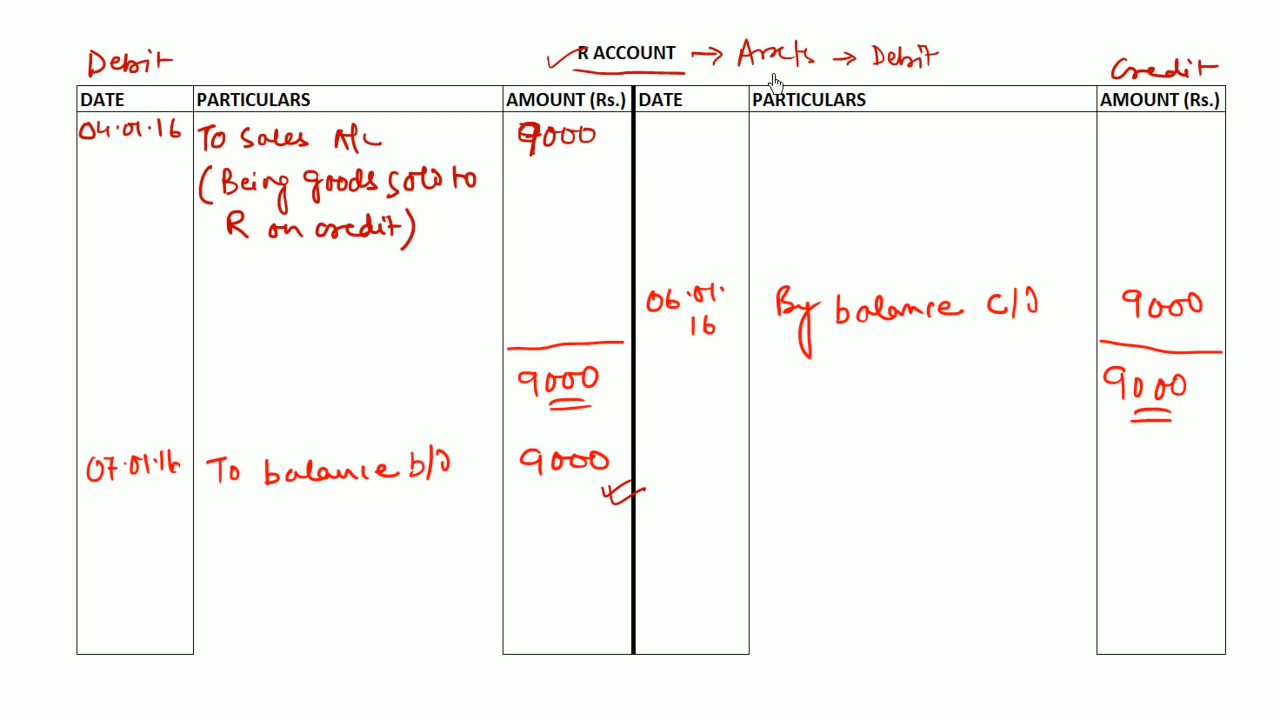 Debit
R ACCOUNT → Assets → Debit
Credit
DATE PARTICULARS AMOUNT (Rs.) DATE PARTICULARS AMOUNT (Rs.)
04.01.16 To Sales A/c 9000
(Being goods sold to
R on credit)
06.01. By balance c/d 9000
16
9000 9000
07.01.16 To balance b/d 9000